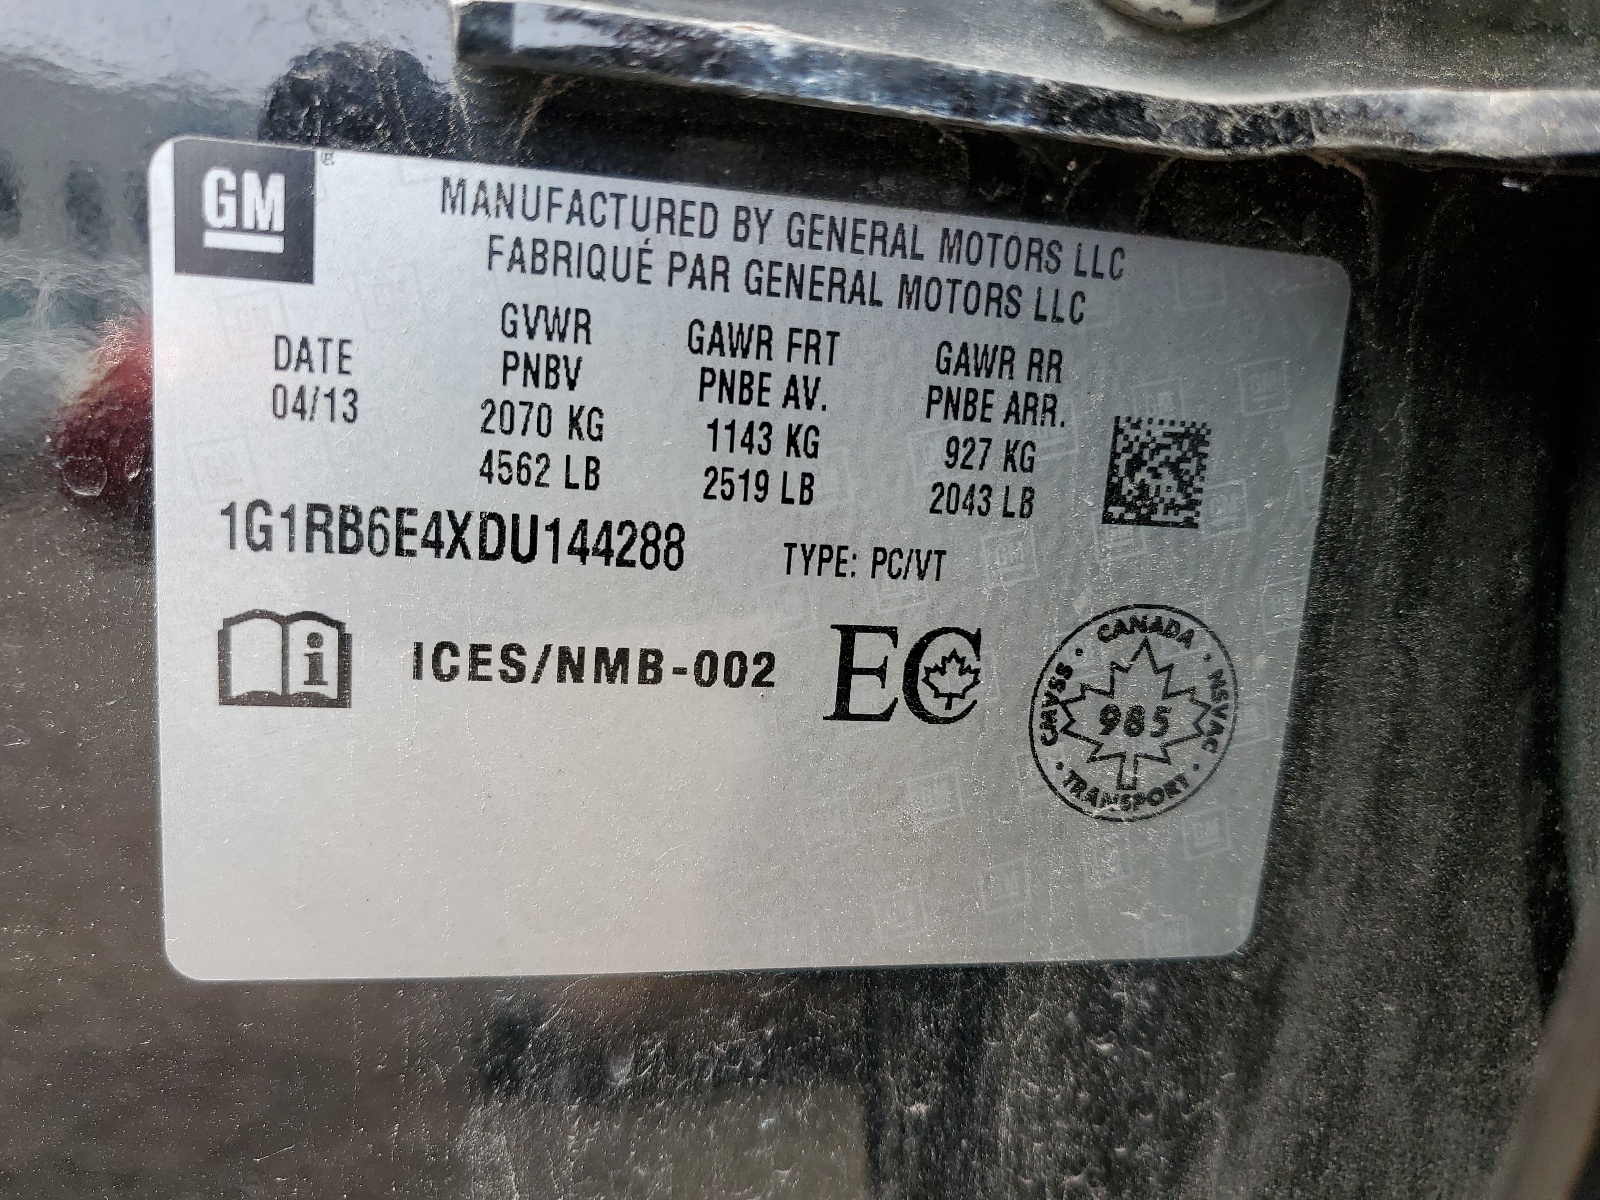 GM
MANUFACTURED BY GENERAL MOTORS LLC
FABRIQUÉ PAR GENERAL MOTORS LLC
DATE
04/13
GVWR
PNBV
2070 KG
4562 LB
GAWR FRT
PNBE AV.
1143 KG
2519 LB
GAWR RR
PNBE ARR.
927 KG
2043 LB
1G1RB6E4XDU144288
TYPE: PC/VT
i
ICES/NMB-002
EC
CANADA
CMVSS · NSVAC
985
TRANSPORT